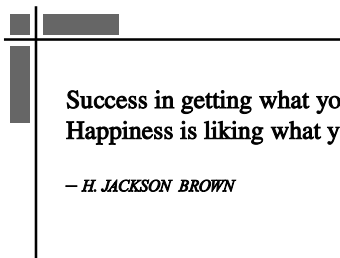 Success in getting what yo
Happiness is liking what y
— H. JACKSON BROWN